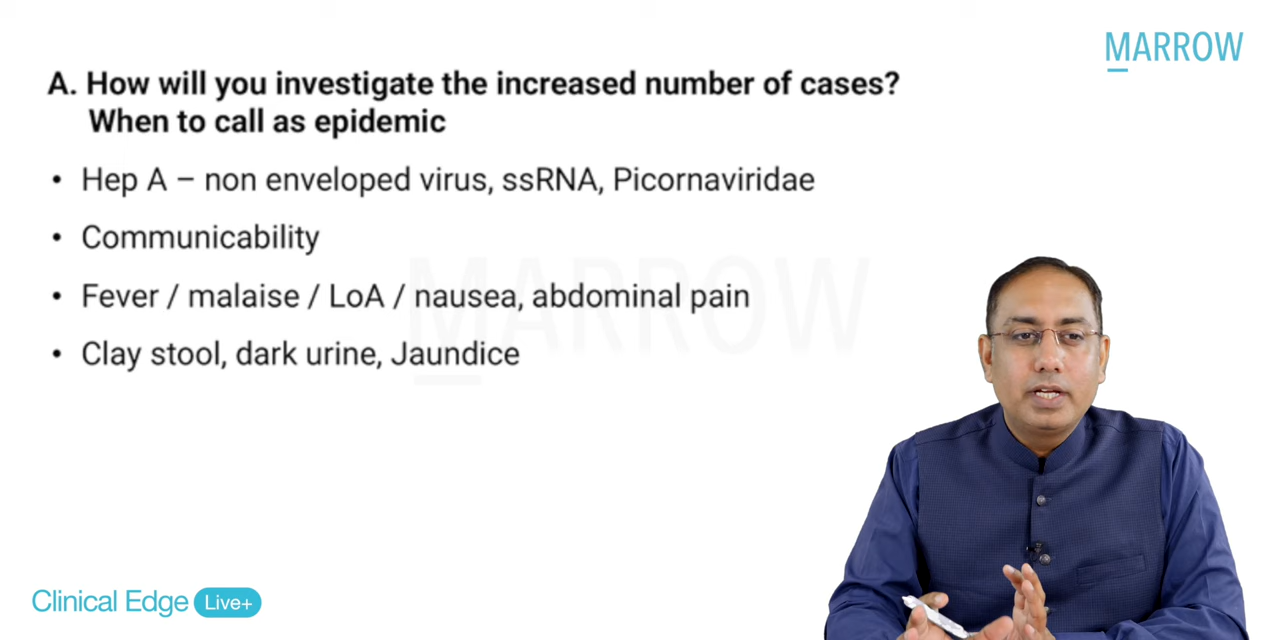 MARROW
A. How will you investigate the increased number of cases?
When to call as epidemic
• Hep A – non enveloped virus, ssRNA, Picornaviridae
• Communicability
• Fever / malaise / LoA / nausea, abdominal pain
• Clay stool, dark urine, Jaundice
MARROW
Clinical Edge Live+